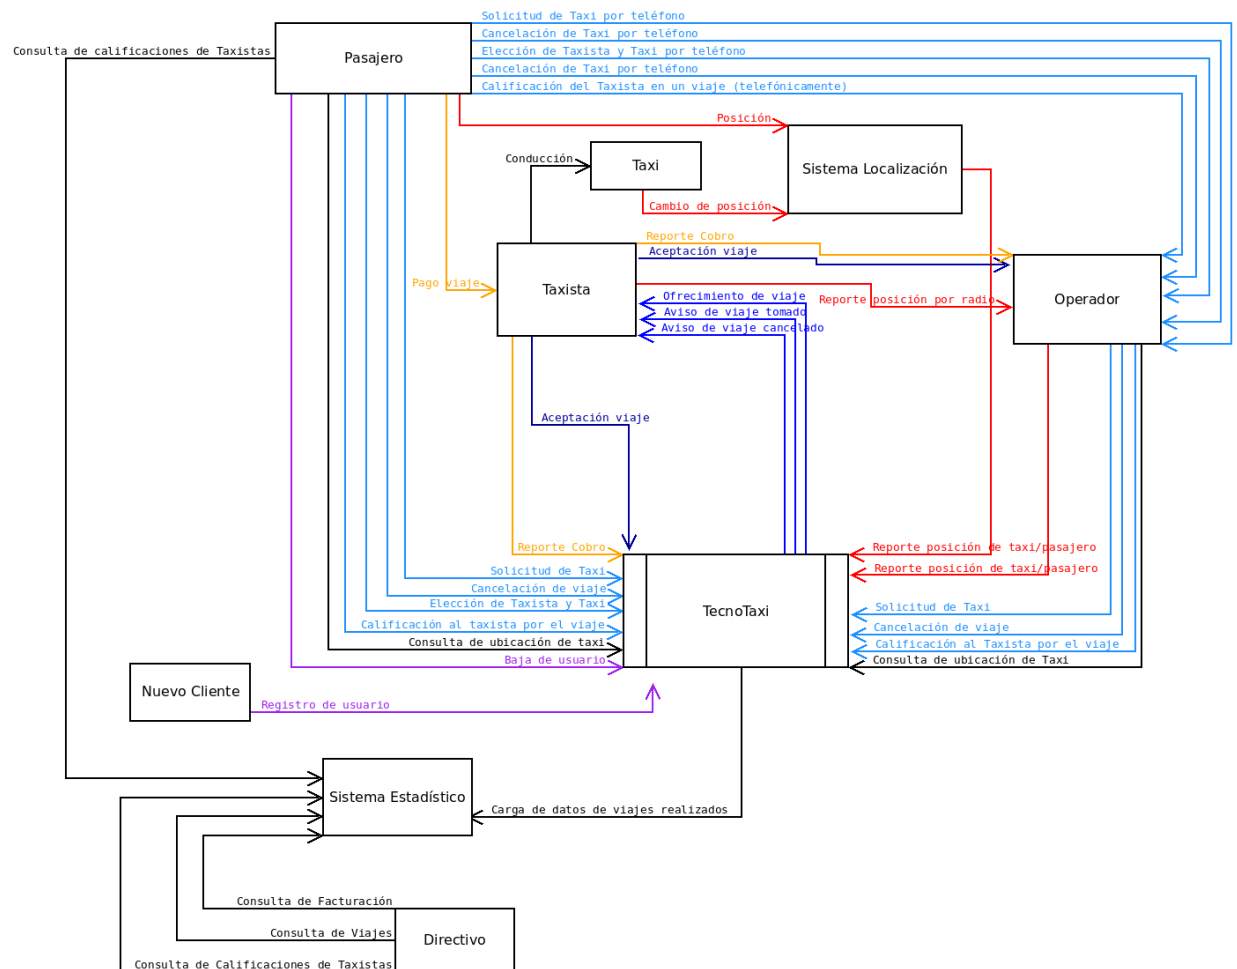 Solicitud de Taxi por teléfono
Cancelación de Taxi por teléfono
Consulta de calificaciones de Taxistas
Pasajero
Elección de Taxista y Taxi por teléfono
Cancelación de Taxi por teléfono
Calificación del Taxista en un viaje (telefónicamente)
Posición
Conducción
Taxi
Sistema Localización
Cambio de posición
Reporte Cobro
Aceptación viaje
Pago viaje
Taxista
Ofrecimiento de viaje
Reporte posición por radio
Operador
Aviso de viaje tomado
Aviso de viaje cancelado
Aceptación viaje
Reporte Cobro
Reporte posición de taxi/pasajero
Solicitud de Taxi
Reporte posición de taxi/pasajero
Cancelación de viaje
Elección de Taxista y Taxi
TecnoTaxi
Solicitud de Taxi
Calificación al taxista por el viaje
Cancelación de viaje
Consulta de ubicación de taxi
Calificación al Taxista por el viaje
Baja de usuario
Consulta de ubicación de Taxi
Nuevo Cliente
Registro de usuario
Sistema Estadístico
Carga de datos de viajes realizados
Consulta de Facturación
Consulta de Viajes
Directivo
Consulta de Calificaciones de Taxistas